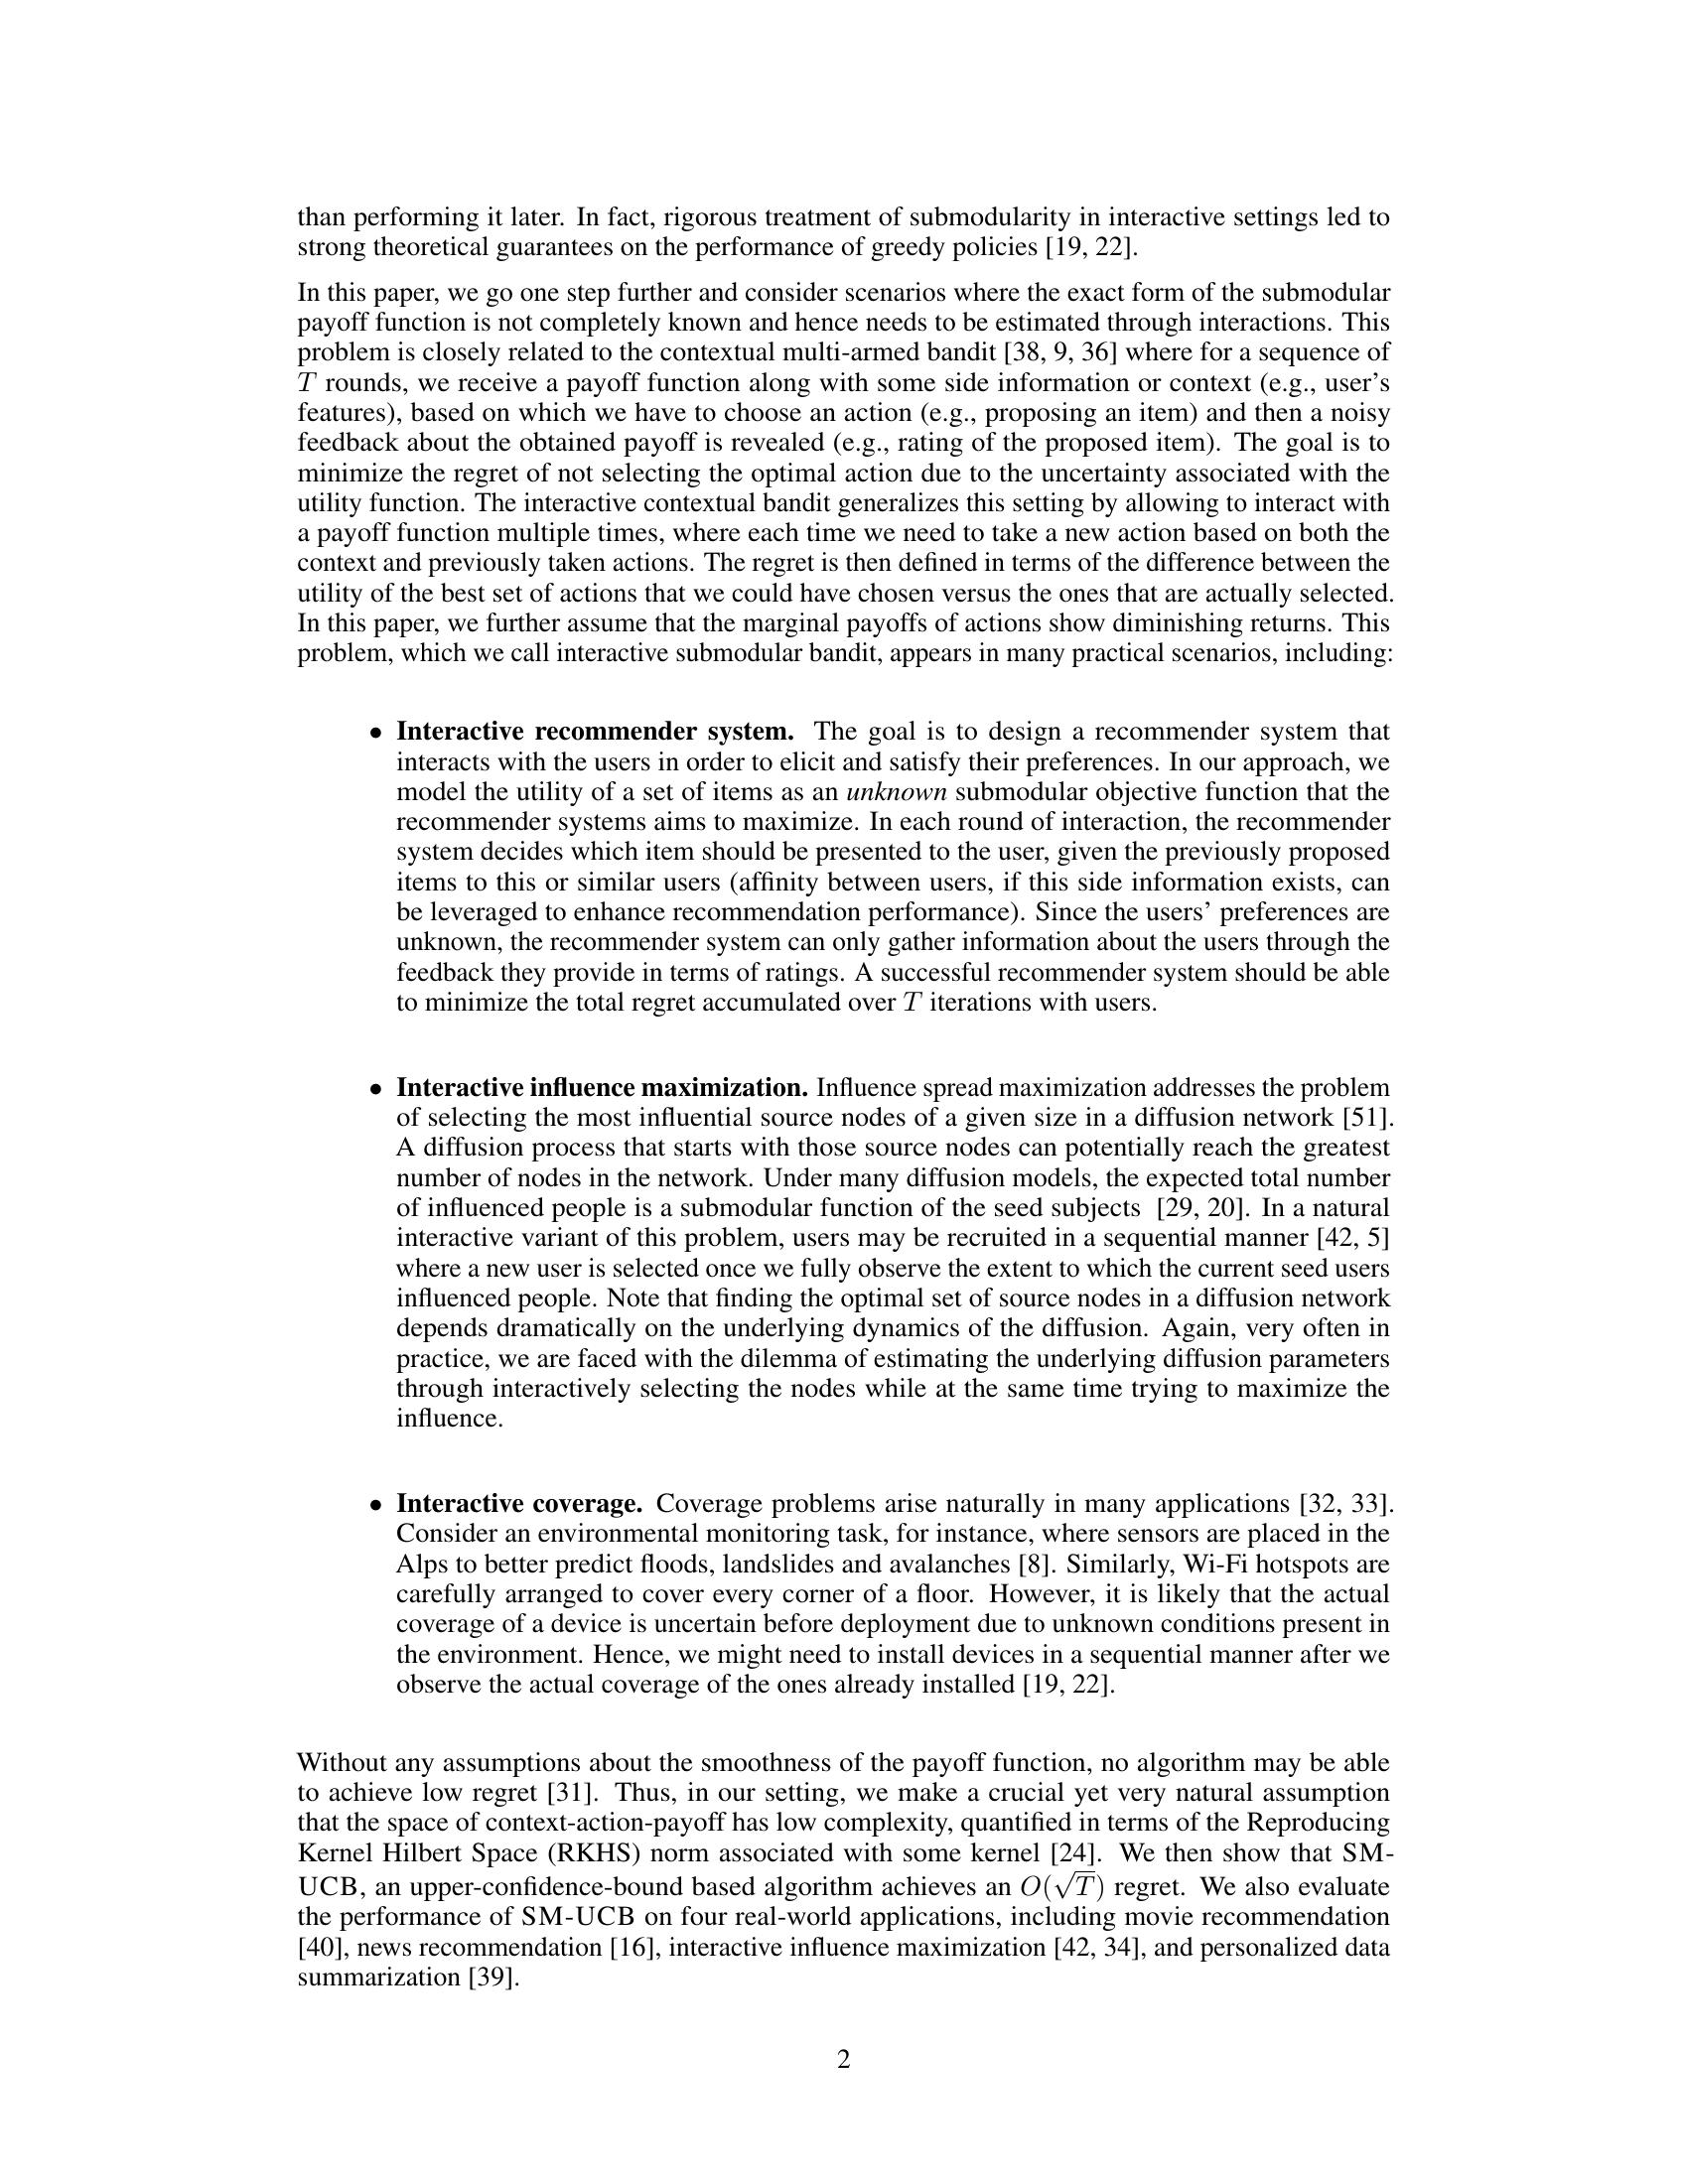 than performing it later. In fact, rigorous treatment of submodularity in interactive settings led to
strong theoretical guarantees on the performance of greedy policies [19, 22].
In this paper, we go one step further and consider scenarios where the exact form of the submodular
payoff function is not completely known and hence needs to be estimated through interactions. This
problem is closely related to the contextual multi-armed bandit [38, 9, 36] where for a sequence of
T rounds, we receive a payoff function along with some side information or context (e.g., user's
features), based on which we have to choose an action (e.g., proposing an item) and then a noisy
feedback about the obtained payoff is revealed (e.g., rating of the proposed item). The goal is to
minimize the regret of not selecting the optimal action due to the uncertainty associated with the
utility function. The interactive contextual bandit generalizes this setting by allowing to interact with
a payoff function multiple times, where each time we need to take a new action based on both the
context and previously taken actions. The regret is then defined in terms of the difference between the
utility of the best set of actions that we could have chosen versus the ones that are actually selected.
In this paper, we further assume that the marginal payoffs of actions show diminishing returns. This
problem, which we call interactive submodular bandit, appears in many practical scenarios, including:
• Interactive recommender system. The goal is to design a recommender system that
interacts with the users in order to elicit and satisfy their preferences. In our approach, we
model the utility of a set of items as an unknown submodular objective function that the
recommender systems aims to maximize. In each round of interaction, the recommender
system decides which item should be presented to the user, given the previously proposed
items to this or similar users (affinity between users, if this side information exists, can
be leveraged to enhance recommendation performance). Since the users' preferences are
unknown, the recommender system can only gather information about the users through the
feedback they provide in terms of ratings. A successful recommender system should be able
to minimize the total regret accumulated over T iterations with users.
• Interactive influence maximization. Influence spread maximization addresses the problem
of selecting the most influential source nodes of a given size in a diffusion network [51].
A diffusion process that starts with those source nodes can potentially reach the greatest
number of nodes in the network. Under many diffusion models, the expected total number
of influenced people is a submodular function of the seed subjects [29, 20]. In a natural
interactive variant of this problem, users may be recruited in a sequential manner [42, 5]
where a new user is selected once we fully observe the extent to which the current seed users
influenced people. Note that finding the optimal set of source nodes in a diffusion network
depends dramatically on the underlying dynamics of the diffusion. Again, very often in
practice, we are faced with the dilemma of estimating the underlying diffusion parameters
through interactively selecting the nodes while at the same time trying to maximize the
influence.
• Interactive coverage. Coverage problems arise naturally in many applications [32, 33].
Consider an environmental monitoring task, for instance, where sensors are placed in the
Alps to better predict floods, landslides and avalanches [8]. Similarly, Wi-Fi hotspots are
carefully arranged to cover every corner of a floor. However, it is likely that the actual
coverage of a device is uncertain before deployment due to unknown conditions present in
the environment. Hence, we might need to install devices in a sequential manner after we
observe the actual coverage of the ones already installed [19, 22].
Without any assumptions about the smoothness of the payoff function, no algorithm may be able
to achieve low regret [31]. Thus, in our setting, we make a crucial yet very natural assumption
that the space of context-action-payoff has low complexity, quantified in terms of the Reproducing
Kernel Hilbert Space (RKHS) norm associated with some kernel [24]. We then show that SM-
UCB, an upper-confidence-bound based algorithm achieves an O(√T) regret. We also evaluate
the performance of SM-UCB on four real-world applications, including movie recommendation
[40], news recommendation [16], interactive influence maximization [42, 34], and personalized data
summarization [39].
2